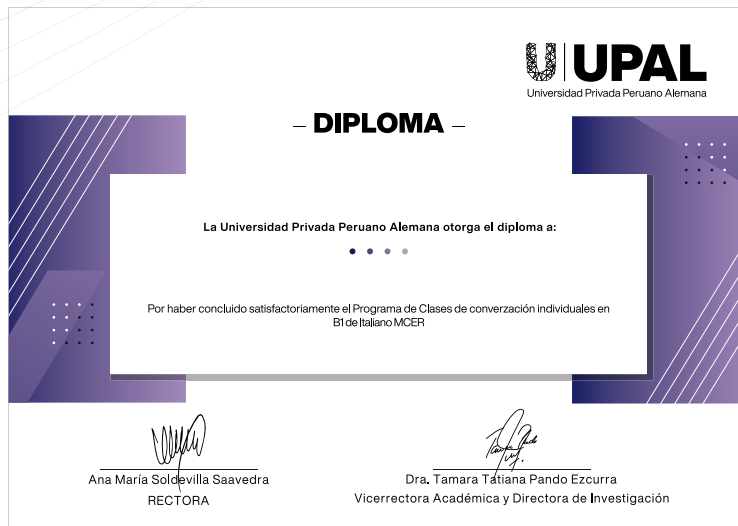 UPAL
Universidad Privada Peruano Alemana
– DIPLOMA –
La Universidad Privada Peruano Alemana otorga el diploma a:
Por haber concluido satisfactoriamente el Programa de Clases de converzación individuales en
B1 de Italiano MCER
Ana María Soldevilla Saavedra
RECTORA
Dra. Tamara Tatiana Pando Ezcurra
Vicerrectora Académica y Directora de Investigación